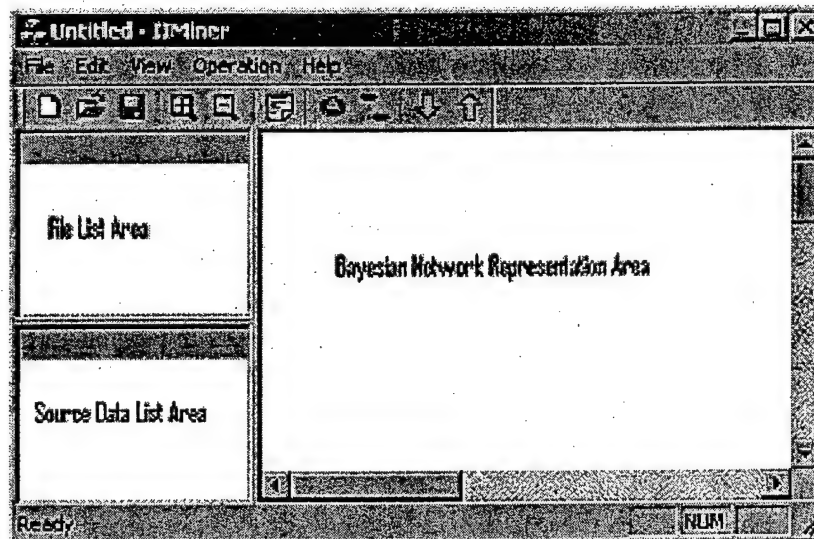 Untitled - IDMiner
File Edit View Operation Help
File List Area
Bayesian Network Representation Area
Source Data List Area
Ready
NUM